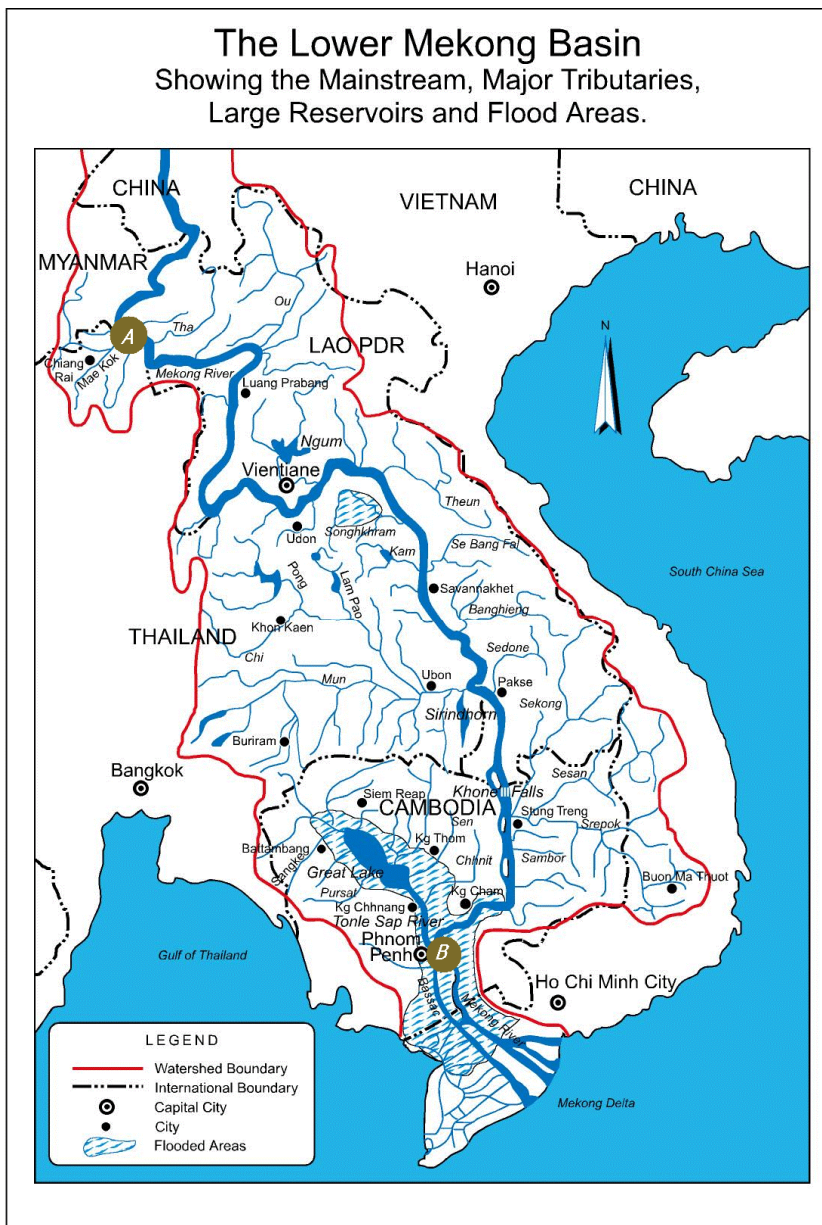 The Lower Mekong Basin
Showing the Mainstream, Major Tributaries,
Large Reservoirs and Flood Areas.
CHINA
VIETNAM
CHINA
MYANMAR
Hanoi
Ou
Tha
A
N
LAO PDR
Chiang
Rai
Mae Kok
Mekong River
Luang Prabang
Ngum
Vientiane
Theun
Udon
Songkhram
Se Bang Fai
Kam
South China Sea
Pong
Lam Pao
Savannakhet
Banghieng
Khon Kaen
THAILAND
Chi
Sedone
Mun
Ubon
Pakse
Sirindhorn
Sekong
Buriram
Bangkok
Sesan
Khone Falls
Siem Reap
CAMBODIA
Stung Treng
Sen
Srepok
Battambang
Kg Thom
Sangke
Great Lake
Chhnit
Sambor
Buon Ma Thuot
Pursat
Kg Cham
Kg Chhnang
Tonle Sap River
Phnom
Penh
B
Gulf of Thailand
Bassac
Mekong River
Ho Chi Minh City
Mekong Delta
LEGEND
Watershed Boundary
International Boundary
Capital City
City
Flooded Areas